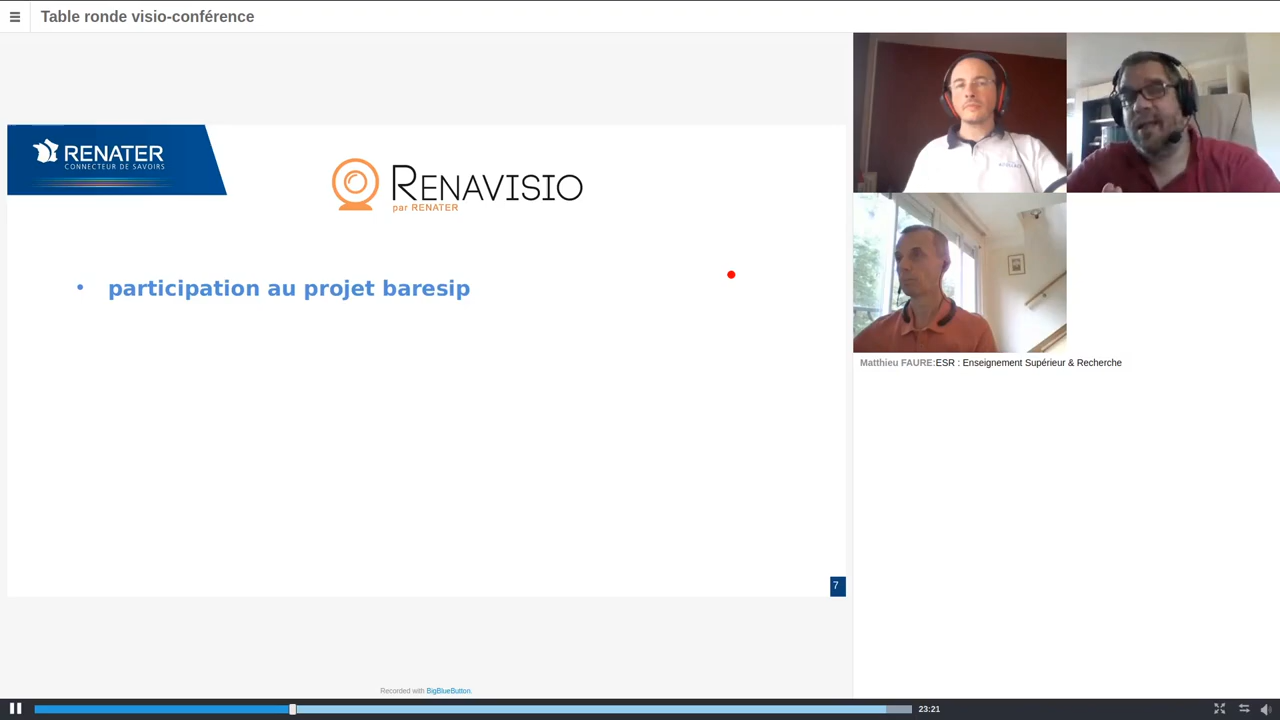 Table ronde visio-conférence
RENATER
CONNECTEUR DE SAVOIRS
RENAVISIO
par RENATER
• participation au projet baresip
7
Matthieu FAURE:ESR : Enseignement Supérieur & Recherche
Recorded with BigBlueButton.
23:21